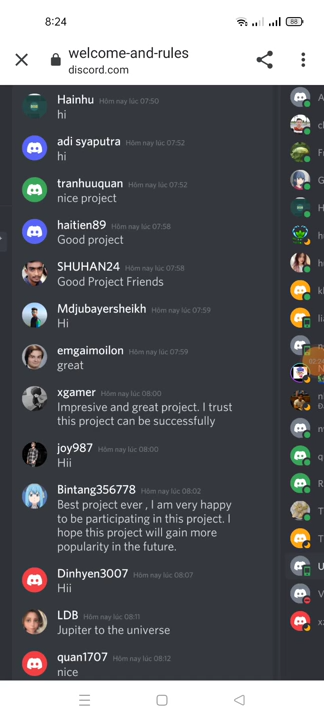 8:24
88
welcome-and-rules
discord.com
Hainhu Hôm nay lúc 07:50
hi
adi syaputra Hôm nay lúc 07:52
hi
tranhuuquan Hôm nay lúc 07:52
nice project
haitien89 Hôm nay lúc 07:58
Good project
SHUHAN24 Hôm nay lúc 07:58
Good Project Friends
Mdjubayersheikh Hôm nay lúc 07:59
Hi
emgaimoilon Hôm nay lúc 07:59
great
xgamer Hôm nay lúc 08:00
Impresive and great project. I trust
this project can be successfully
joy987 Hôm nay lúc 08:00
Hii
Bintang356778 Hôm nay lúc 08:02
Best project ever , I am very happy
to be participating in this project. I
hope this project will gain more
popularity in the future.
Dinhyen3007 Hôm nay lúc 08:07
Hii
LDB Hôm nay lúc 08:11
Jupiter to the universe
quan1707 Hôm nay lúc 08:12
nice